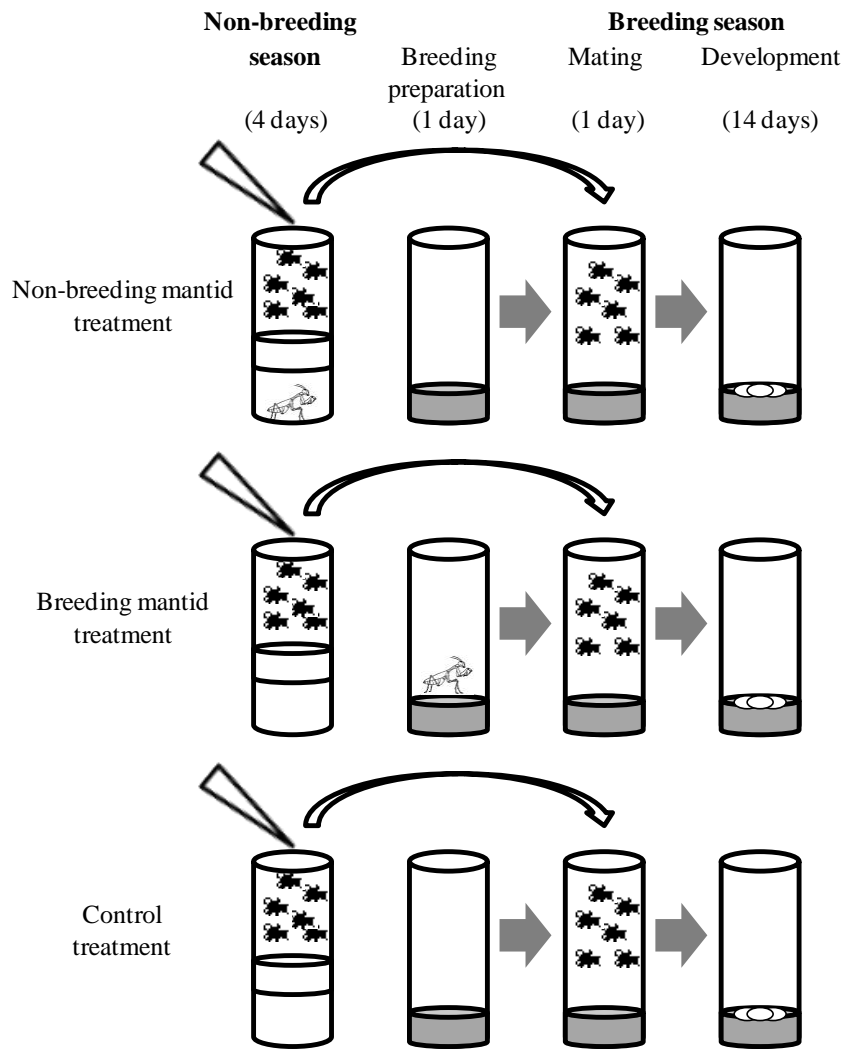 Non-breeding
season
(4 days)
Breeding
preparation
(1 day)
Breeding season
Mating
(1 day)
Development
(14 days)
Non-breeding mantid
treatment
Breeding mantid
treatment
Control
treatment